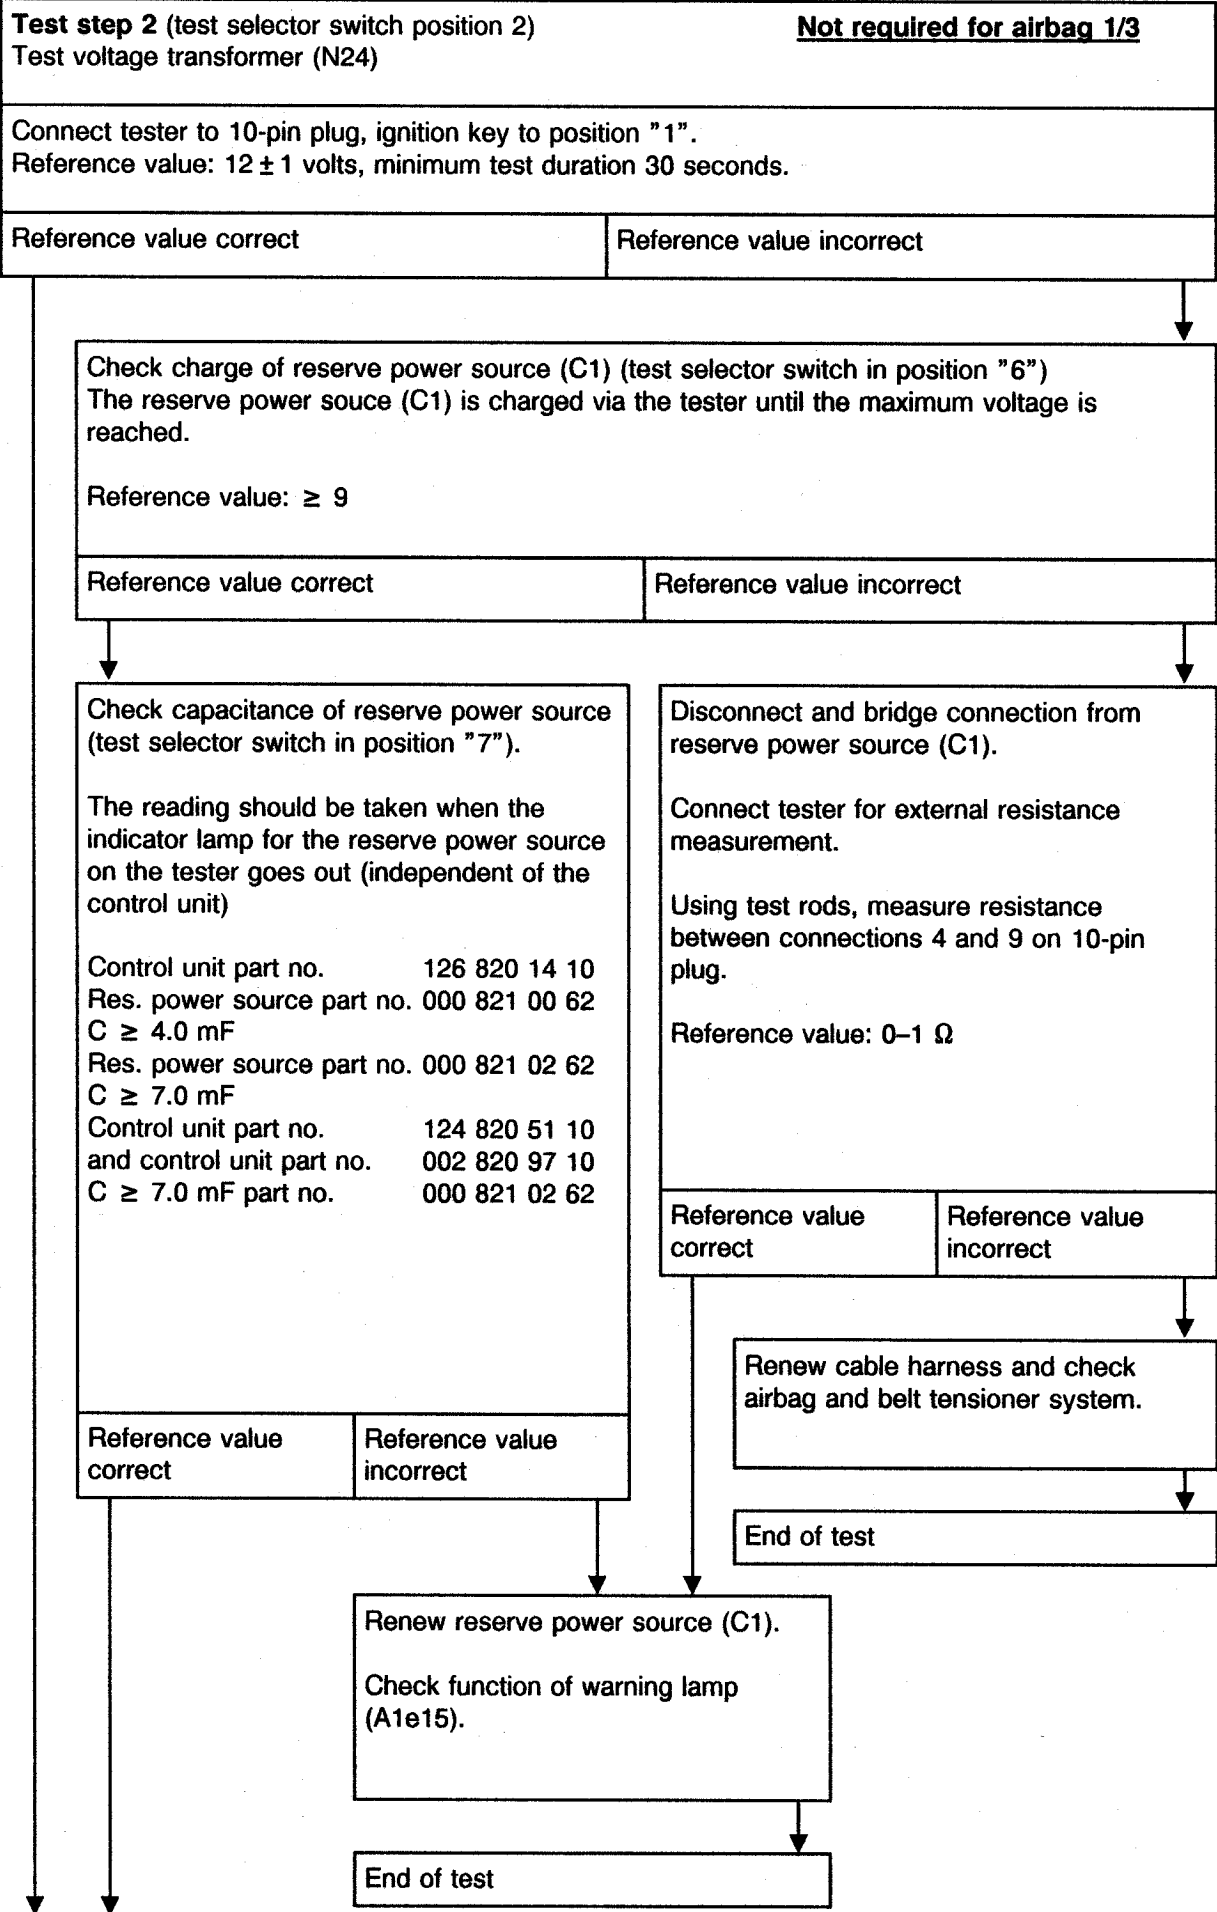 Test step 2 (test selector switch position 2) Not required for airbag 1/3
Test voltage transformer (N24)
Connect tester to 10-pin plug, ignition key to position "1".
Reference value: 12 ± 1 volts, minimum test duration 30 seconds.
Reference value correct
Reference value incorrect
Check charge of reserve power source (C1) (test selector switch in position "6")
The reserve power souce (C1) is charged via the tester until the maximum voltage is
reached.
Reference value: ≥ 9
Reference value correct
Reference value incorrect
Check capacitance of reserve power source
(test selector switch in position "7").
The reading should be taken when the
indicator lamp for the reserve power source
on the tester goes out (independent of the
control unit)
Control unit part no. 126 820 14 10
Res. power source part no. 000 821 00 62
C ≥ 4.0 mF
Res. power source part no. 000 821 02 62
C ≥ 7.0 mF
Control unit part no. 124 820 51 10
and control unit part no. 002 820 97 10
C ≥ 7.0 mF part no. 000 821 02 62
Reference value
correct
Reference value
incorrect
Disconnect and bridge connection from
reserve power source (C1).
Connect tester for external resistance
measurement.
Using test rods, measure resistance
between connections 4 and 9 on 10-pin
plug.
Reference value: 0–1 Ω
Reference value
correct
Reference value
incorrect
Renew cable harness and check
airbag and belt tensioner system.
End of test
Renew reserve power source (C1).
Check function of warning lamp
(A1e15).
End of test